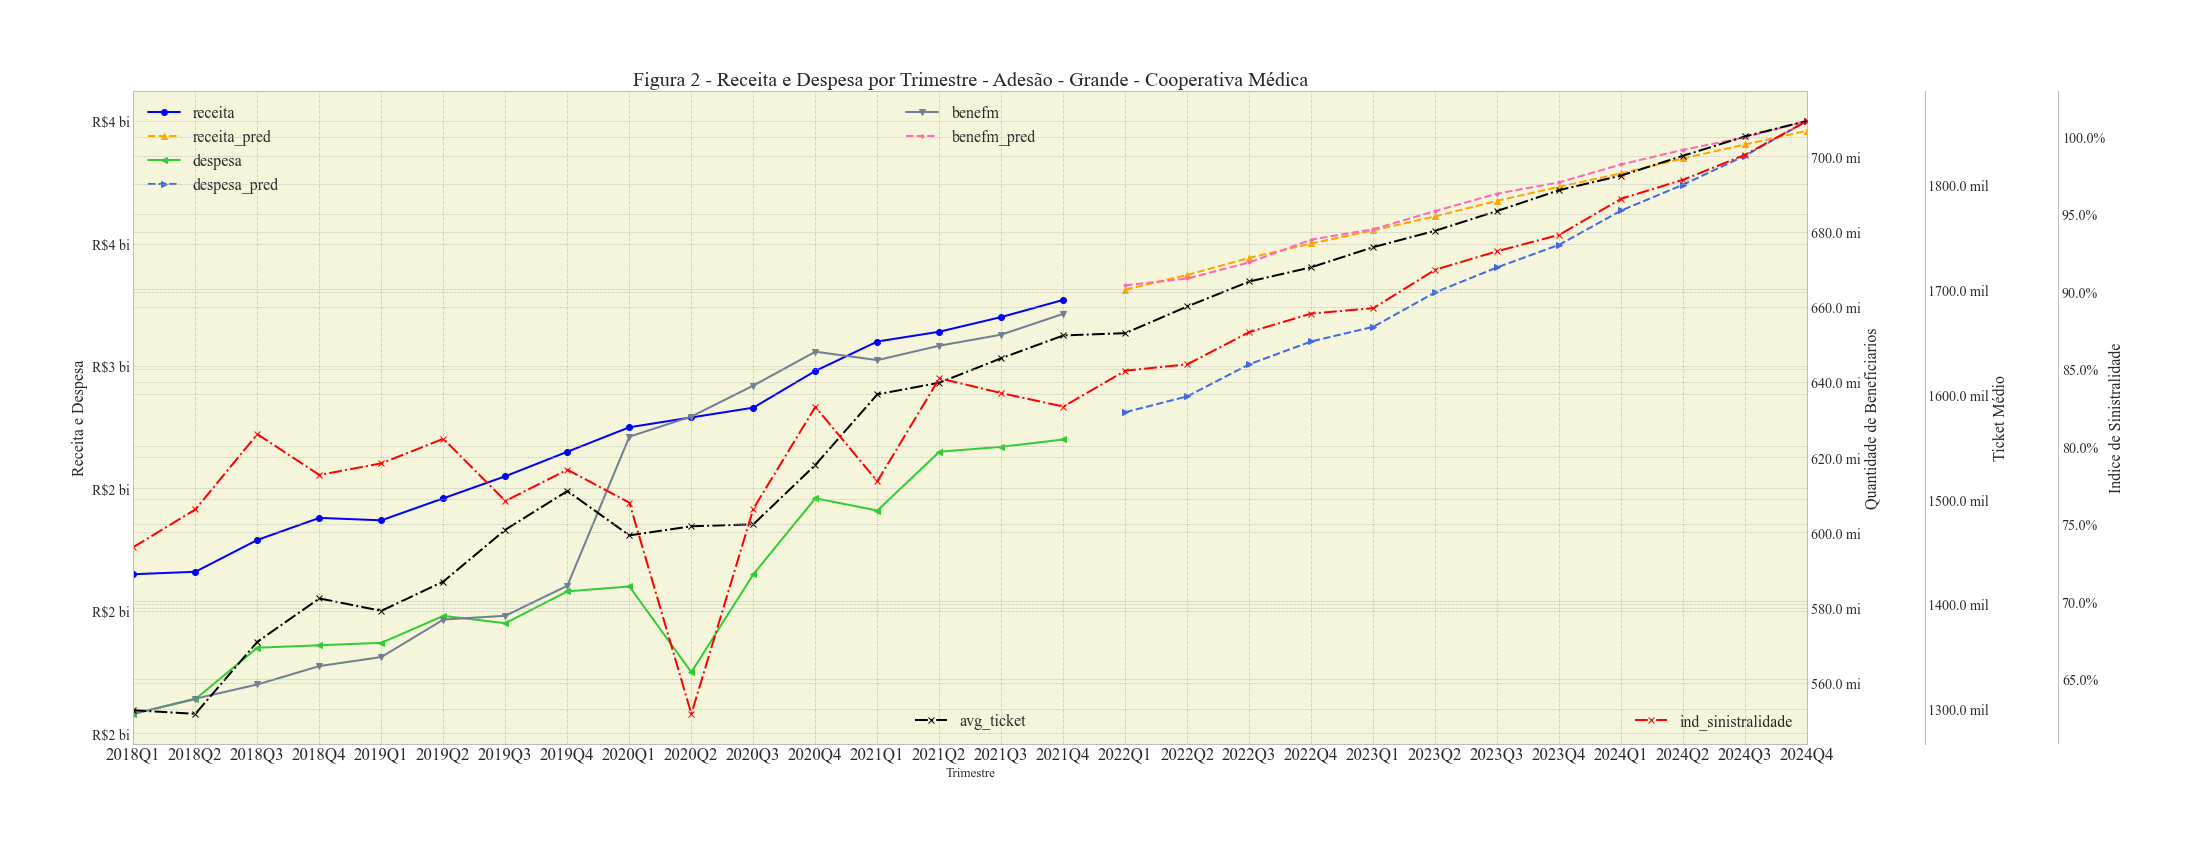 Figura 2 - Receita e Despesa por Trimestre - Adesão - Grande - Cooperativa Médica
receita
receita_pred
despesa
despesa_pred
benefm
benefm_pred
avg_ticket
ind_sinistralidade
Receita e Despesa
R$4 bi
R$4 bi
R$3 bi
R$2 bi
R$2 bi
R$2 bi
2018Q1 2018Q2 2018Q3 2018Q4 2019Q1 2019Q2 2019Q3 2019Q4 2020Q1 2020Q2 2020Q3 2020Q4 2021Q1 2021Q2 2021Q3 2021Q4 2022Q1 2022Q2 2022Q3 2022Q4 2023Q1 2023Q2 2023Q3 2023Q4 2024Q1 2024Q2 2024Q3 2024Q4
Trimestre
700.0 mi
680.0 mi
660.0 mi
640.0 mi
620.0 mi
600.0 mi
580.0 mi
560.0 mi
Quantidade de Beneficiarios
1800.0 mil
1700.0 mil
1600.0 mil
1500.0 mil
1400.0 mil
1300.0 mil
Ticket Médio
100.0%
95.0%
90.0%
85.0%
80.0%
75.0%
70.0%
65.0%
Indice de Sinistralidade